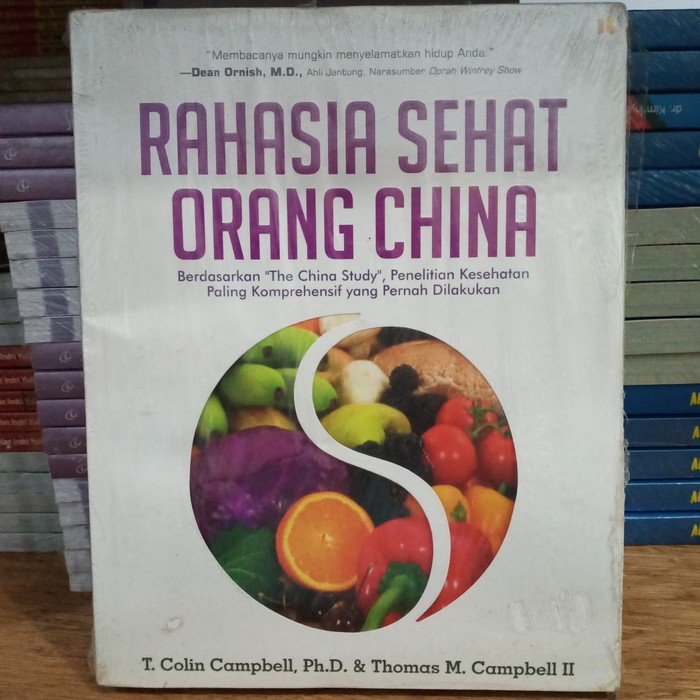 "Membacanya mungkin menyelamatkan hidup Anda."
—Dean Ornish, M.D., Ahli Jantung, Narasumber Oprah Winfrey Show
RAHASIA SEHAT
ORANG CHINA
Berdasarkan "The China Study", Penelitian Kesehatan
Paling Komprehensif yang Pernah Dilakukan
T. Colin Campbell, Ph.D. & Thomas M. Campbell II